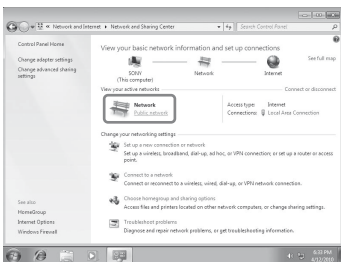 « Network and Internet ▸ Network and Sharing Center
Search Control Panel
Control Panel Home
Change adapter settings
Change advanced sharing
settings
View your basic network information and set up connections
See full map
SONY
(This computer)
Network
Internet
View your active networks
Connect or disconnect
Network
Public network
Access type: Internet
Connections: Local Area Connection
Change your networking settings
Set up a new connection or network
Set up a wireless, broadband, dial-up, ad hoc, or VPN connection; or set up a router or access
point.
Connect to a network
Connect or reconnect to a wireless, wired, dial-up, or VPN network connection.
Choose homegroup and sharing options
Access files and printers located on other network computers, or change sharing settings.
Troubleshoot problems
Diagnose and repair network problems, or get troubleshooting information.
See also
HomeGroup
Internet Options
Windows Firewall
8:33 PM
4/12/2010